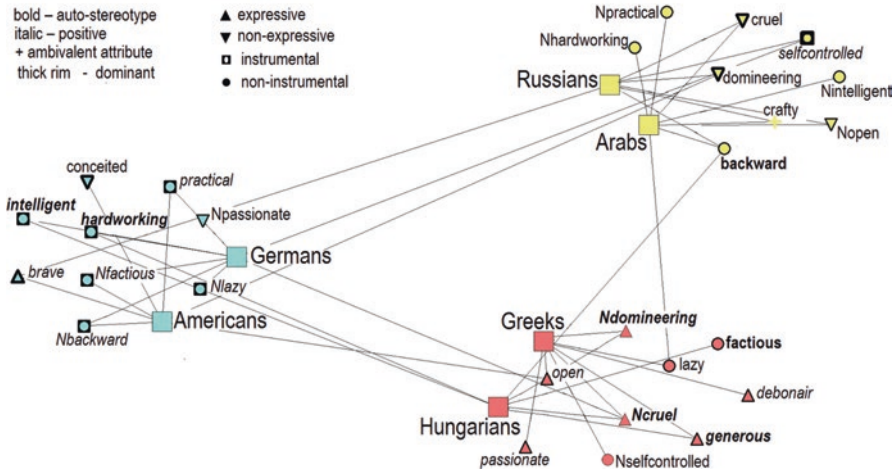 bold – auto-stereotype
italic – positive
+ ambivalent attribute
thick rim - dominant
expressive
non-expressive
instrumental
non-instrumental
Npractical
cruel
Nhardworking
selfcontrolled
Russians
domineering
Nintelligent
crafty
Arabs
Nopen
backward
conceited
practical
intelligent
hardworking
Npassionate
Germans
brave
Nfactious
Nlazy
Americans
Nbackward
Greeks
Ndomineering
factious
lazy
open
debonair
Hungarians
Ncruel
generous
passionate
Nselfcontrolled